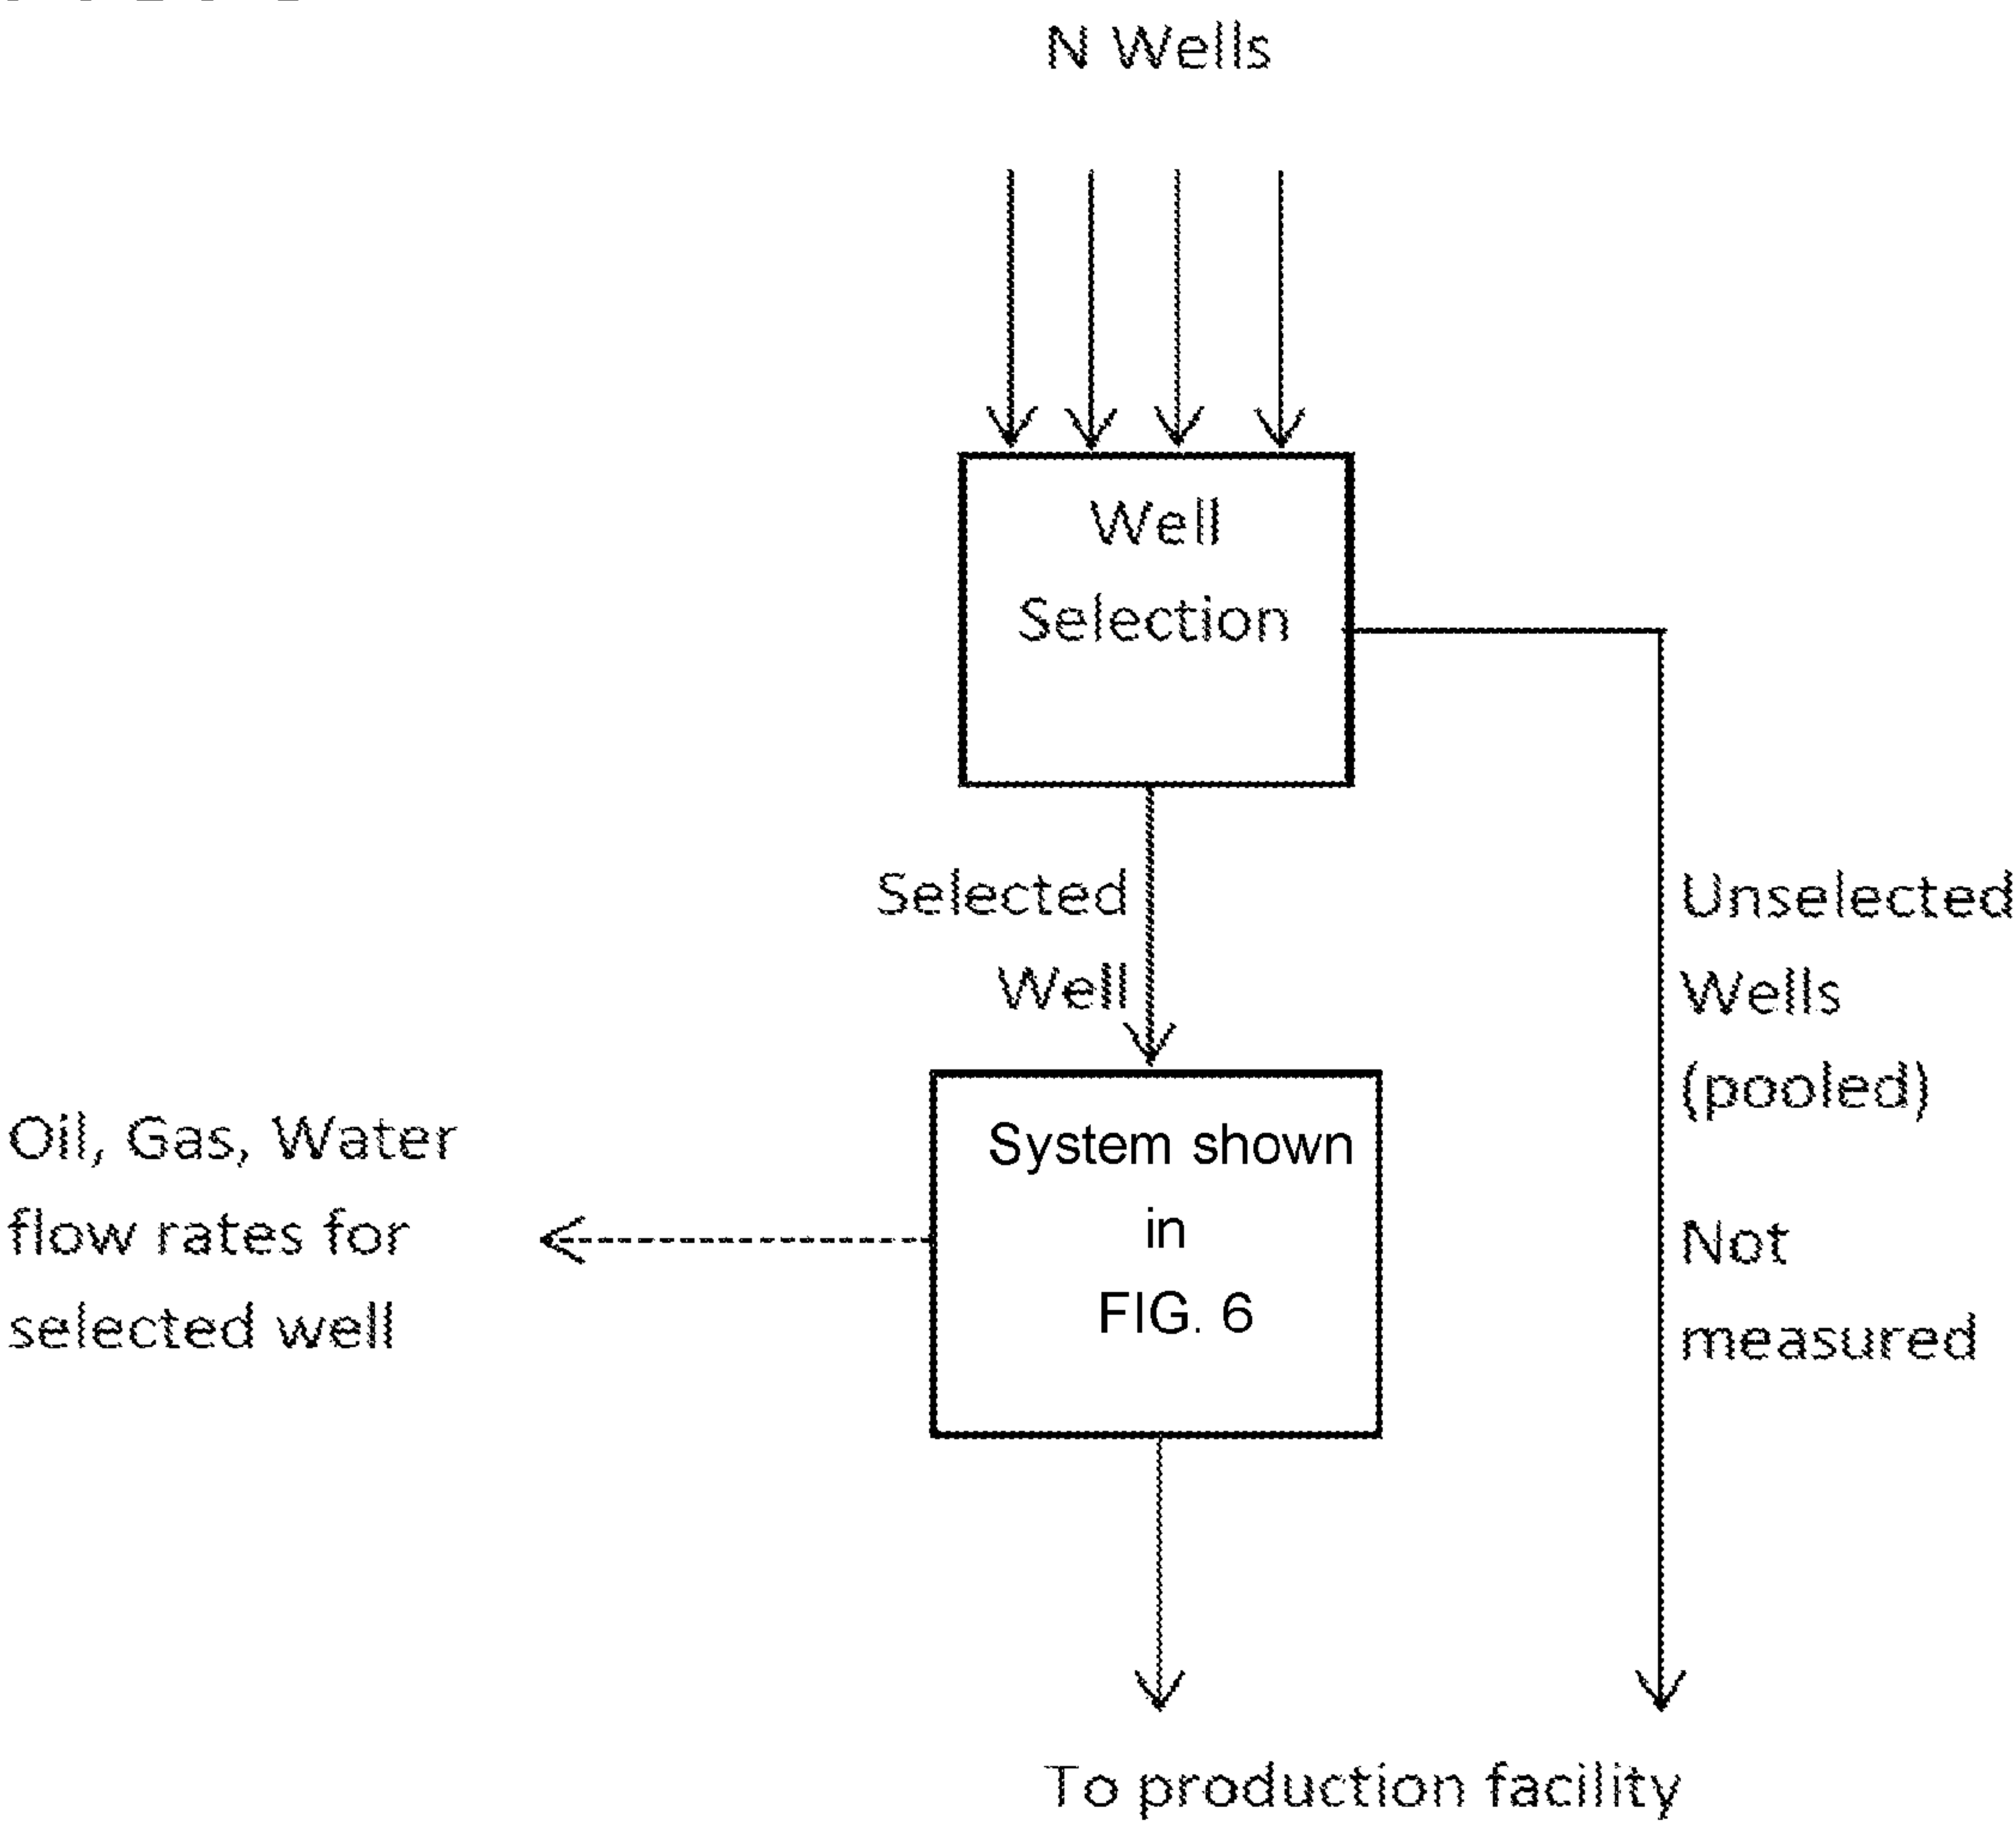 N Wells
Well
Selection
Selected
Well
Unselected
Wells
(pooled)
Not
measured
System shown
in
FIG. 6
Oil, Gas, Water
flow rates for
selected well
To production facility